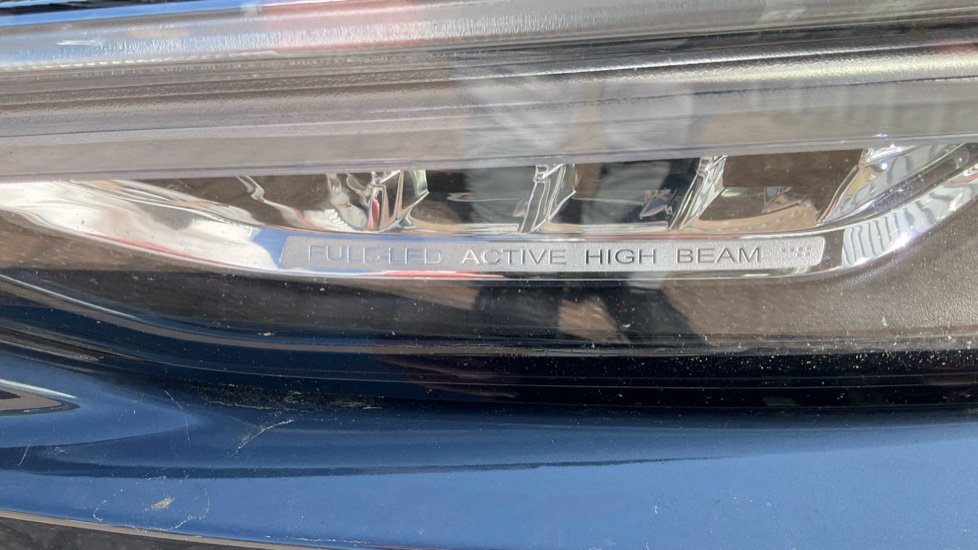 FULL-LED ACTIVE HIGH BEAM